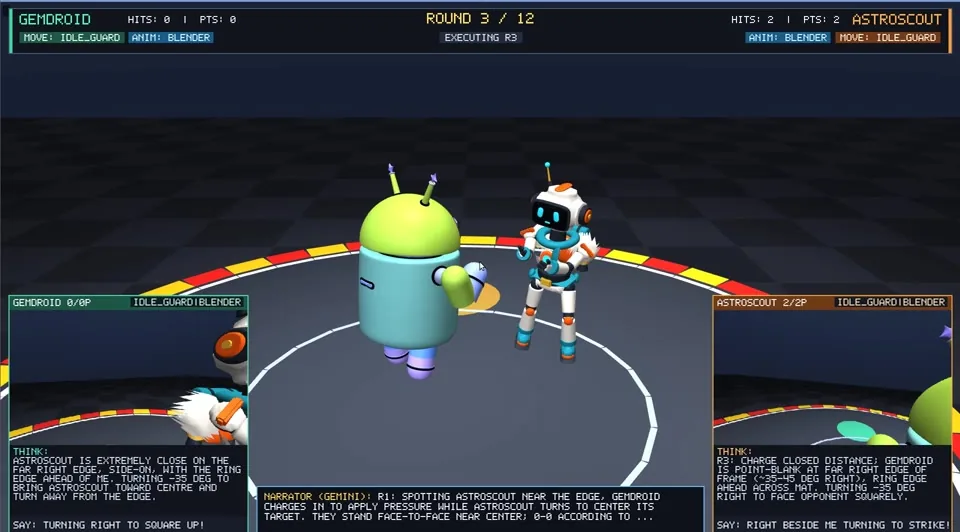 GEMDROID HITS: 0 | PTS: 0
MOVE: IDLE_GUARD ANIM: BLENDER
ROUND 3 / 12
EXECUTING R3
HITS: 2 | PTS: 2 ASTROSCOUT
ANIM: BLENDER MOVE: IDLE_GUARD
GEMDROID 0/0P IDLE_GUARD|BLENDER
THINK:
ASTROSCOUT IS EXTREMELY CLOSE ON THE
FAR RIGHT EDGE, SIDE-ON, WITH THE RING
EDGE AHEAD OF ME. TURNING -35 DEG TO
BRING ASTROSCOUT TOWARD CENTRE AND
TURN AWAY FROM THE EDGE.
SAY: TURNING RIGHT TO SQUARE UP!
NARRATOR (GEMINI): R1: SPOTTING ASTROSCOUT NEAR THE EDGE, GEMDROID
CHARGES IN TO APPLY PRESSURE WHILE ASTROSCOUT TURNS TO CENTER ITS
TARGET. THEY STAND FACE-TO-FACE NEAR CENTER; 0-0 ACCORDING TO ...
ASTROSCOUT 2/2P IDLE_GUARD|BLENDER
THINK:
R3: CHARGE CLOSED DISTANCE; GEMDROID
IS POINT-BLANK AT FAR RIGHT EDGE OF
FRAME (~35-45 DEG RIGHT), RING EDGE
AHEAD ACROSS MAT. TURNING -35 DEG
RIGHT TO FACE OPPONENT SQUARELY.
SAY: RIGHT BESIDE ME TURNING TO STRIKE!